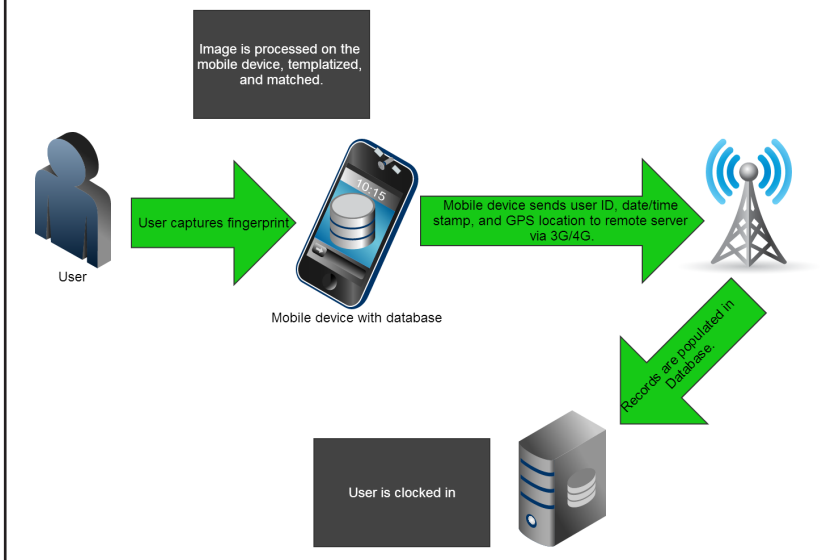 Image is processed on the
mobile device, templatized,
and matched.
10:15
User captures fingerprint
Mobile device sends user ID, date/time
stamp, and GPS location to remote server
via 3G/4G.
User
Mobile device with database
Records are populated in
Database.
User is clocked in